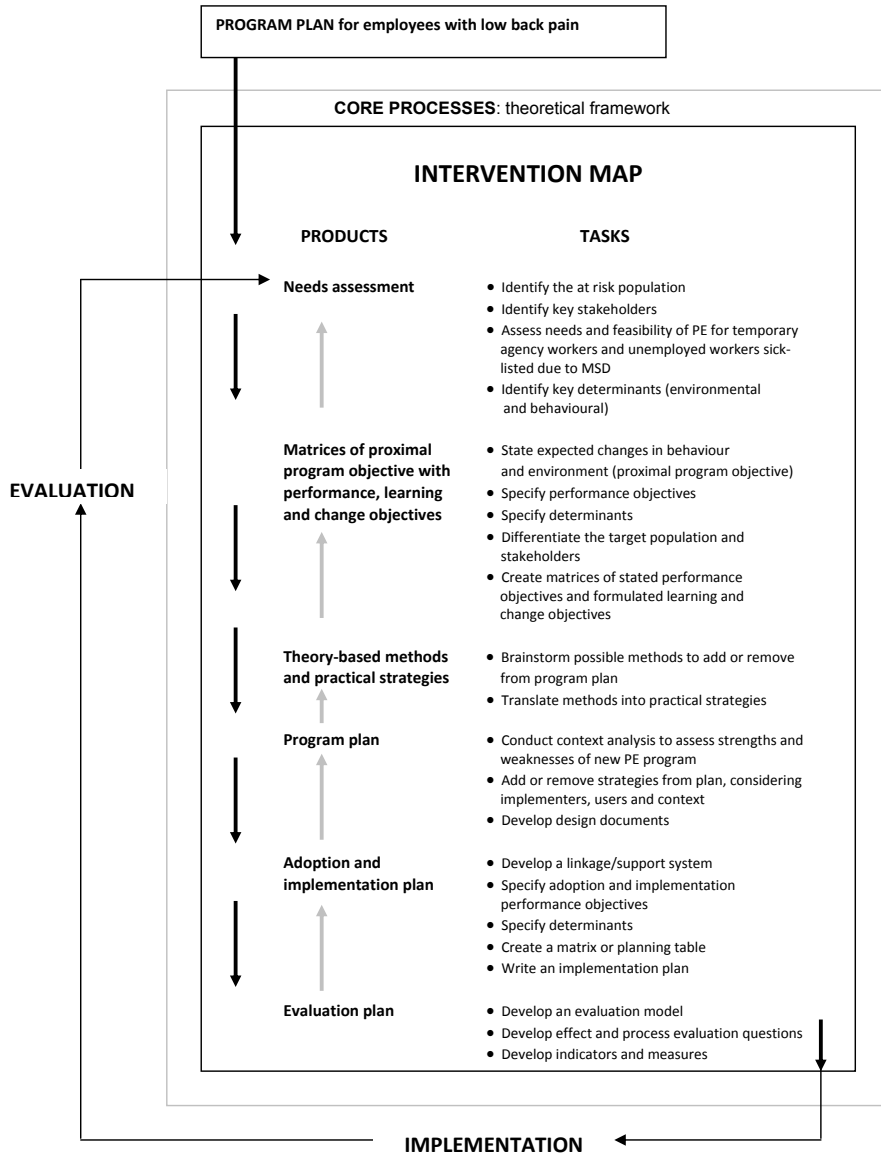 PROGRAM PLAN for employees with low back pain
CORE PROCESSES: theoretical framework
INTERVENTION MAP
PRODUCTS
TASKS
Needs assessment
• Identify the at risk population
• Identify key stakeholders
• Assess needs and feasibility of PE for temporary
agency workers and unemployed workers sick-
listed due to MSD
• Identify key determinants (environmental
and behavioural)
Matrices of proximal
program objective with
performance, learning
and change objectives
• State expected changes in behaviour
and environment (proximal program objective)
• Specify performance objectives
• Specify determinants
• Differentiate the target population and
stakeholders
• Create matrices of stated performance
objectives and formulated learning and
change objectives
EVALUATION
Theory-based methods
and practical strategies
• Brainstorm possible methods to add or remove
from program plan
• Translate methods into practical strategies
Program plan
• Conduct context analysis to assess strengths and
weaknesses of new PE program
• Add or remove strategies from plan, considering
implementers, users and context
• Develop design documents
Adoption and
implementation plan
• Develop a linkage/support system
• Specify adoption and implementation
performance objectives
• Specify determinants
• Create a matrix or planning table
• Write an implementation plan
Evaluation plan
• Develop an evaluation model
• Develop effect and process evaluation questions
• Develop indicators and measures
IMPLEMENTATION